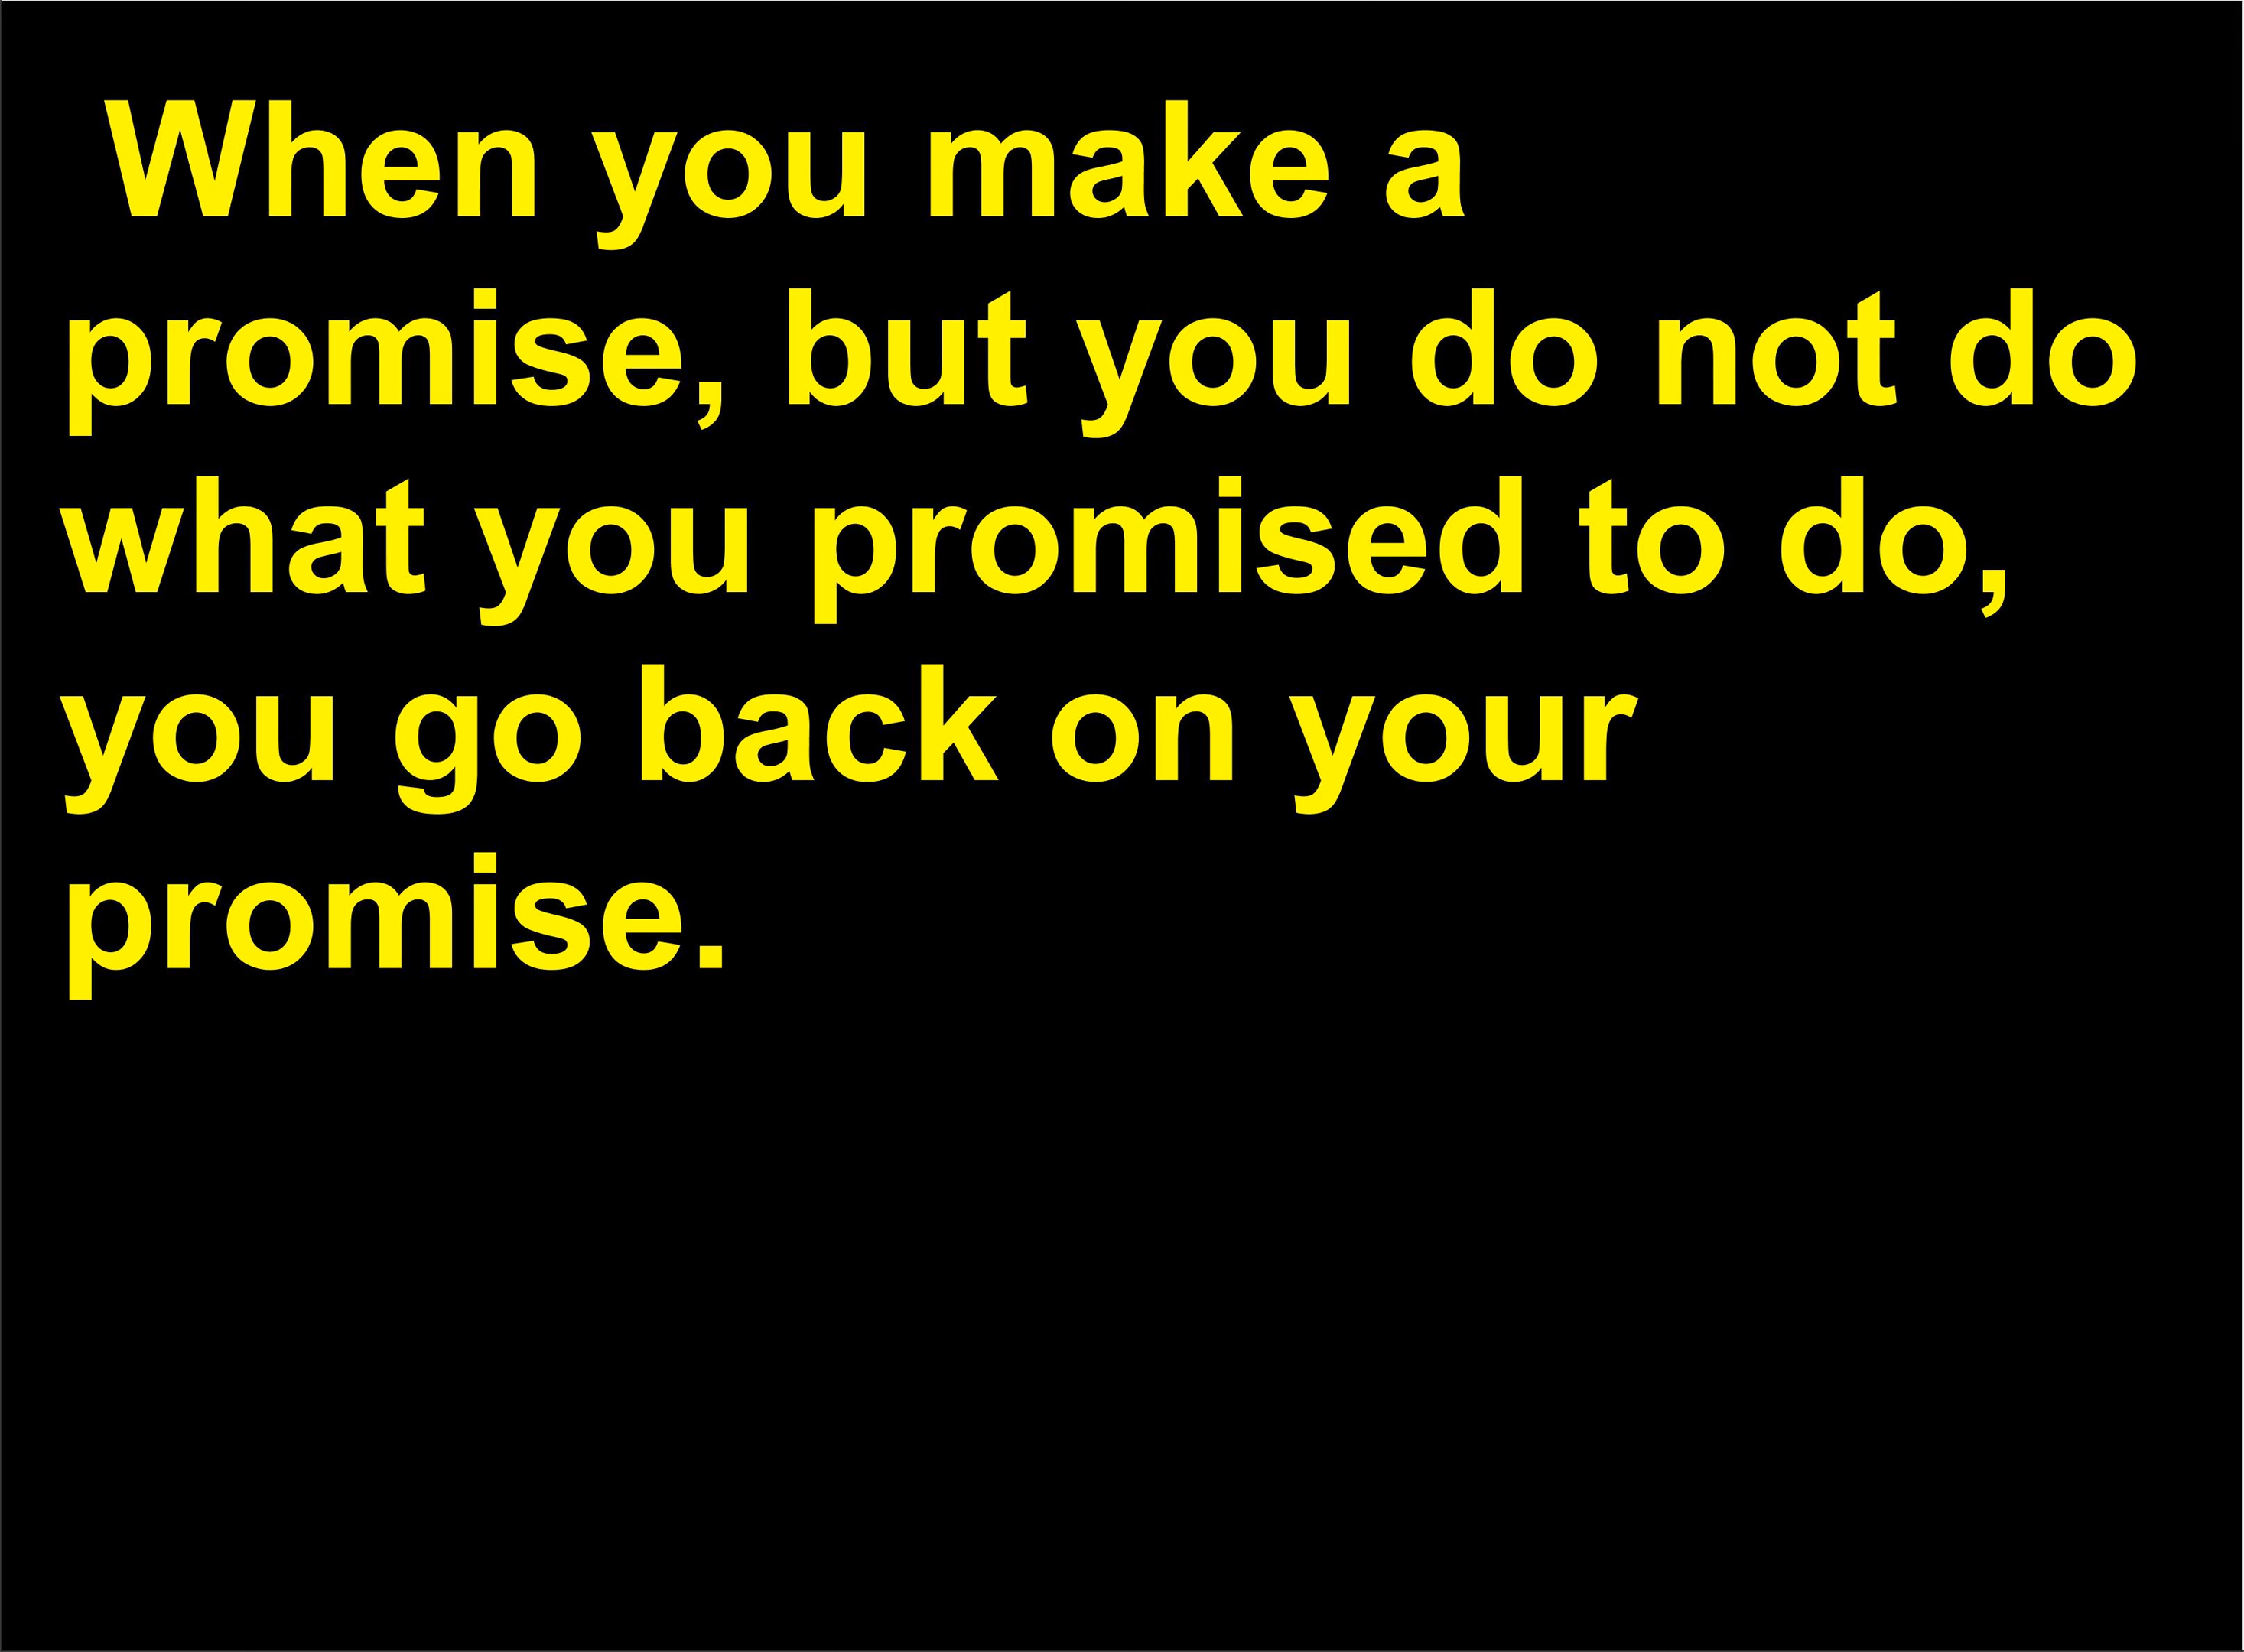 When you make a
promise, but you do not do
what you promised to do,
you go back on your
promise.